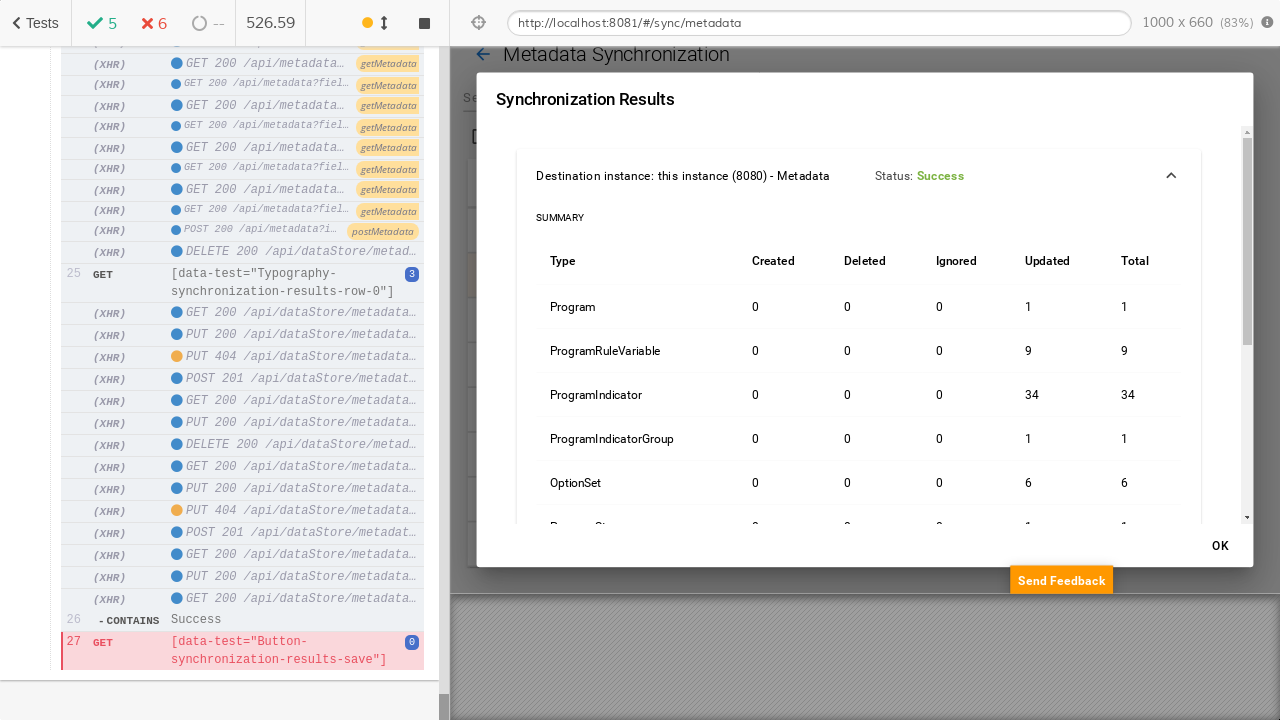 Tests 5 6 -- 526.59
(XHR) GET 200 /api/metadata… getMetadata
(XHR) GET 200 /api/metadata?fiel… getMetadata
(XHR) GET 200 /api/metadata… getMetadata
(XHR) GET 200 /api/metadata?fiel… getMetadata
(XHR) GET 200 /api/metadata… getMetadata
(XHR) GET 200 /api/metadata?fiel… getMetadata
(XHR) GET 200 /api/metadata… getMetadata
(XHR) GET 200 /api/metadata?fiel… getMetadata
(XHR) POST 200 /api/metadata?i… postMetadata
(XHR) DELETE 200 /api/dataStore/metad…
25 GET [data-test="Typography- 3
synchronization-results-row-0"]
(XHR) GET 200 /api/dataStore/metadata…
(XHR) PUT 200 /api/dataStore/metadata…
(XHR) PUT 404 /api/dataStore/metadata…
(XHR) POST 201 /api/dataStore/metadat…
(XHR) GET 200 /api/dataStore/metadata…
(XHR) PUT 200 /api/dataStore/metadata…
(XHR) DELETE 200 /api/dataStore/metad…
(XHR) GET 200 /api/dataStore/metadata…
(XHR) PUT 200 /api/dataStore/metadata…
(XHR) PUT 404 /api/dataStore/metadata…
(XHR) POST 201 /api/dataStore/metadat…
(XHR) GET 200 /api/dataStore/metadata…
(XHR) PUT 200 /api/dataStore/metadata…
(XHR) GET 200 /api/dataStore/metadata…
26 -CONTAINS Success
27 GET [data-test="Button- 0
synchronization-results-save"]
http://localhost:8081/#/sync/metadata 1000 x 660 (83%)
Metadata Synchronization
Se
Synchronization Results
Destination instance: this instance (8080) - Metadata Status: Success
SUMMARY
Type Created Deleted Ignored Updated Total
Program 0 0 0 1 1
ProgramRuleVariable 0 0 0 9 9
ProgramIndicator 0 0 0 34 34
ProgramIndicatorGroup 0 0 0 1 1
OptionSet 0 0 0 6 6
OK
Send Feedback